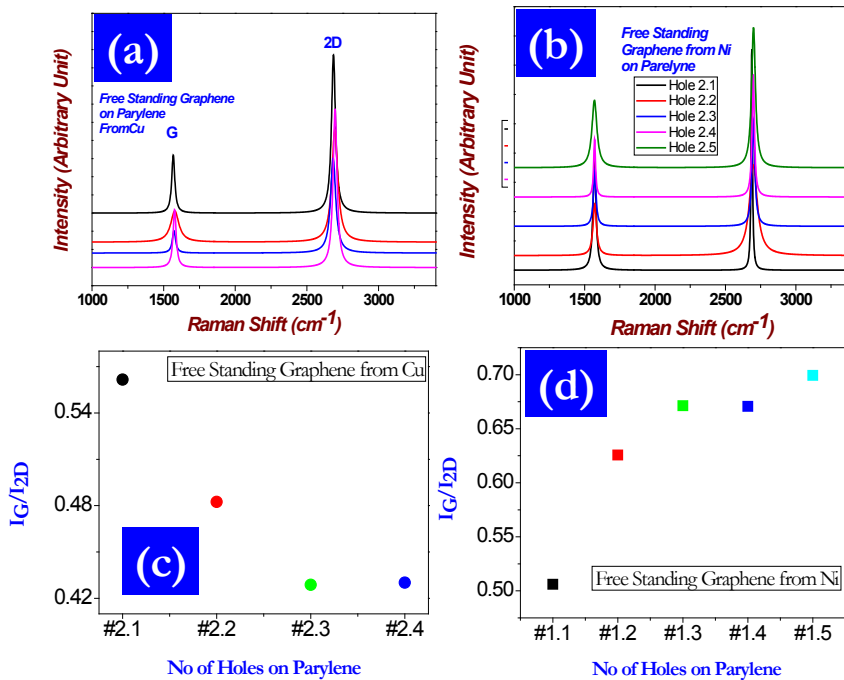 (a)
2D
Free Standing Graphene
on Parylene
FromCu
G
Intensity (Arbitrary Unit)
1000 1500 2000 2500 3000
Raman Shift (cm-1)
(b)
Free Standing
Graphene from Ni
on Parelyne
Hole 2.1
Hole 2.2
Hole 2.3
Hole 2.4
Hole 2.5
Intensity (Arbitrary Unit)
1000 1500 2000 2500 3000
Raman Shift (cm-1)
Free Standing Graphene from Cu
0.54
0.48
0.42
IG/I2D
(c)
#2.1 #2.2 #2.3 #2.4
No of Holes on Parylene
(d)
0.70
0.65
0.60
0.55
0.50
IG/I2D
Free Standing Graphene from Ni
#1.1 #1.2 #1.3 #1.4 #1.5
No of Holes on Parylene